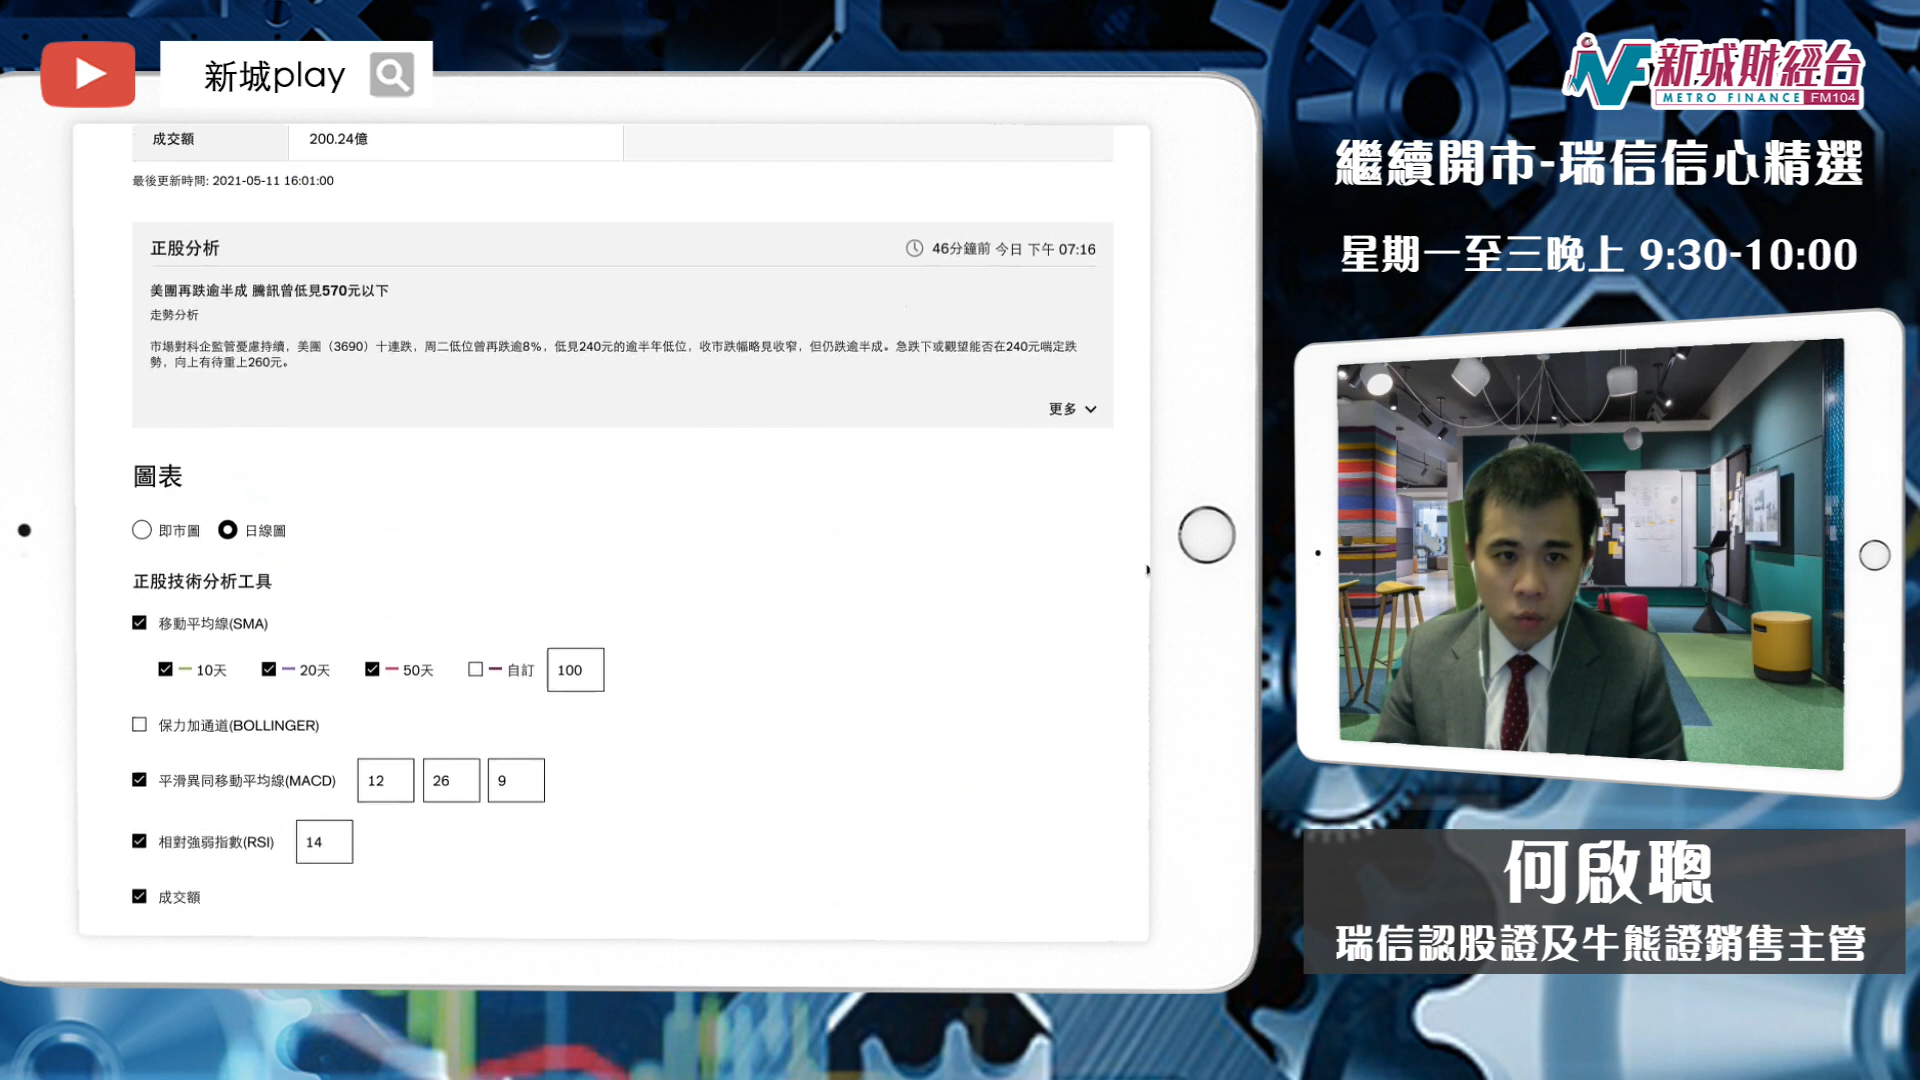 新城play
新城財經台
METRO FINANCE FM104
繼續開市-瑞信信心精選
星期一至三晚上 9:30-10:00
成交額 200.24億
最後更新時間: 2021-05-11 16:01:00
正股分析 46分鐘前 今日 下午 07:16
美團再跌逾半成 騰訊曾低見570元以下
走勢分析
市場對科企監管憂慮持續，美團（3690）十連跌，周二低位曾再跌逾8%，低見240元的逾半年低位，收市跌幅略見收窄，但仍跌逾半成。急跌下或觀望能否在240元喘定跌
勢，向上有待重上260元。
更多
圖表
即市圖 日線圖
正股技術分析工具
移動平均線(SMA)
10天 20天 50天 自訂 100
保力加通道(BOLLINGER)
平滑異同移動平均線(MACD) 12 26 9
相對強弱指數(RSI) 14
成交額
何啟聰
瑞信認股證及牛熊證銷售主管